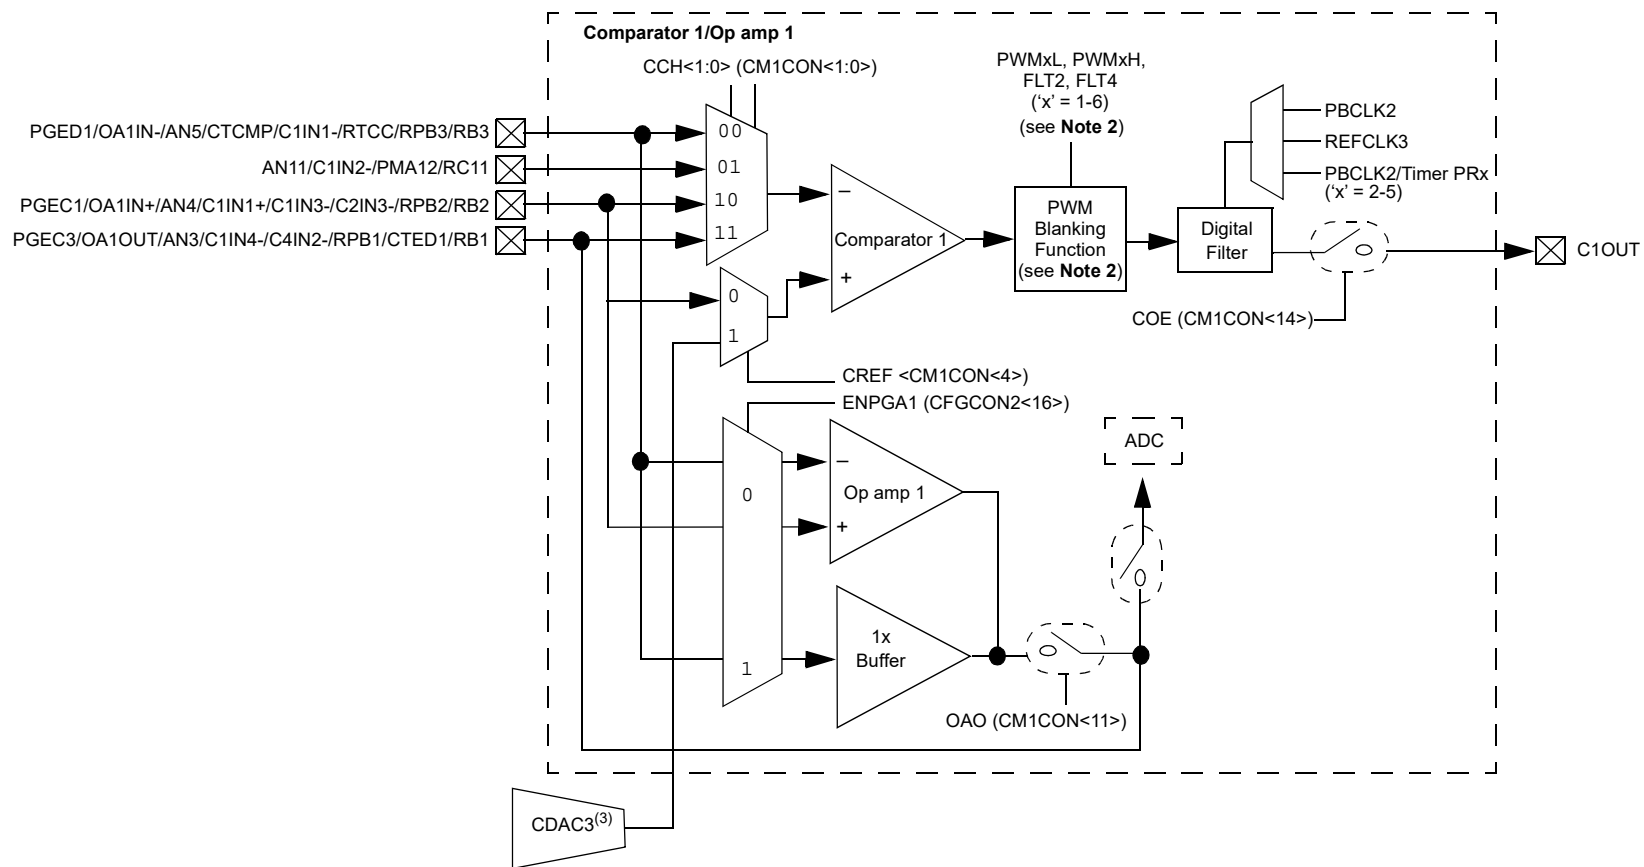 Comparator 1/Op amp 1
CCH<1:0> (CM1CON<1:0>)
PWMxL, PWMxH,
FLT2, FLT4
(‘x’ = 1-6)
(see Note 2)
PBCLK2
REFCLK3
PBCLK2/Timer PRx
(‘x’ = 2-5)
PGED1/OA1IN-/AN5/CTCMP/C1IN1-/RTCC/RPB3/RB3
AN11/C1IN2-/PMA12/RC11
PGEC1/OA1IN+/AN4/C1IN1+/C1IN3-/C2IN3-/RPB2/RB2
PGEC3/OA1OUT/AN3/C1IN4-/C4IN2-/RPB1/CTED1/RB1
00
01
10
11
–
Comparator 1
+
PWM
Blanking
Function
(see Note 2)
Digital
Filter
C1OUT
COE (CM1CON<14>)
0
1
CREF <CM1CON<4>)
ENPGA1 (CFGCON2<16>)
ADC
0
1
–
Op amp 1
+
1x
Buffer
OAO (CM1CON<11>)
CDAC3(3)